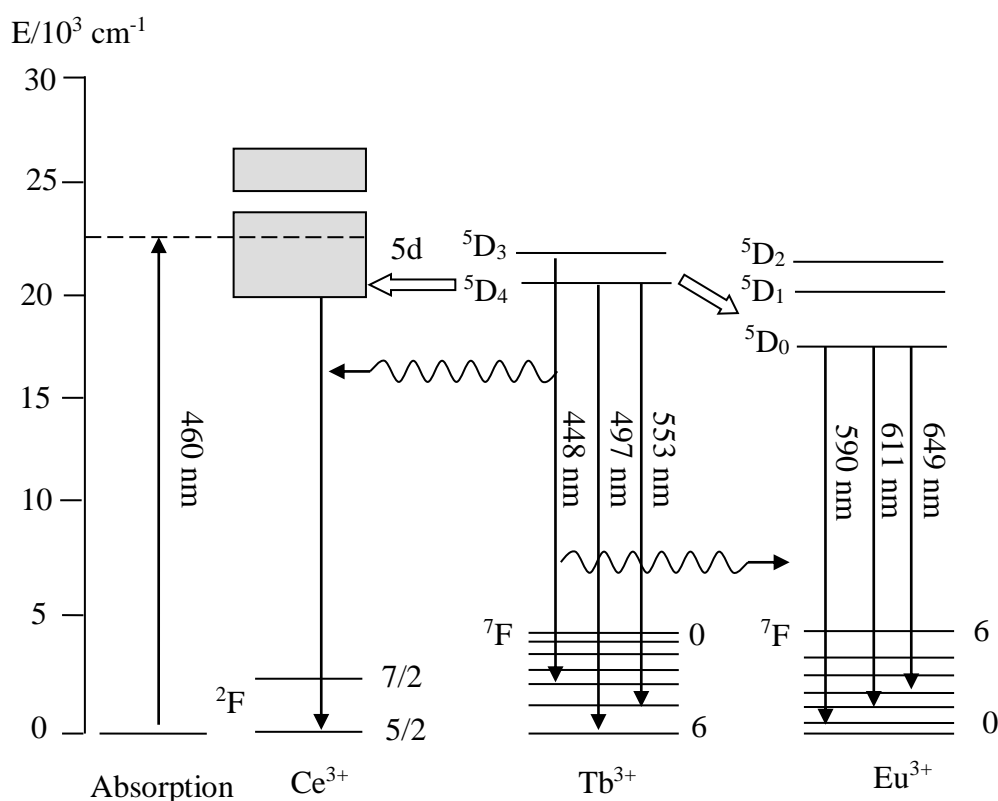 E/10³ cm⁻¹
30
25
20
15
10
5
0
460 nm
Absorption
5d
²F
7/2
5/2
Ce³⁺
⁵D₃
⁵D₄
448 nm
497 nm
553 nm
⁷F
0
6
Tb³⁺
⁵D₂
⁵D₁
⁵D₀
590 nm
611 nm
649 nm
⁷F
6
0
Eu³⁺